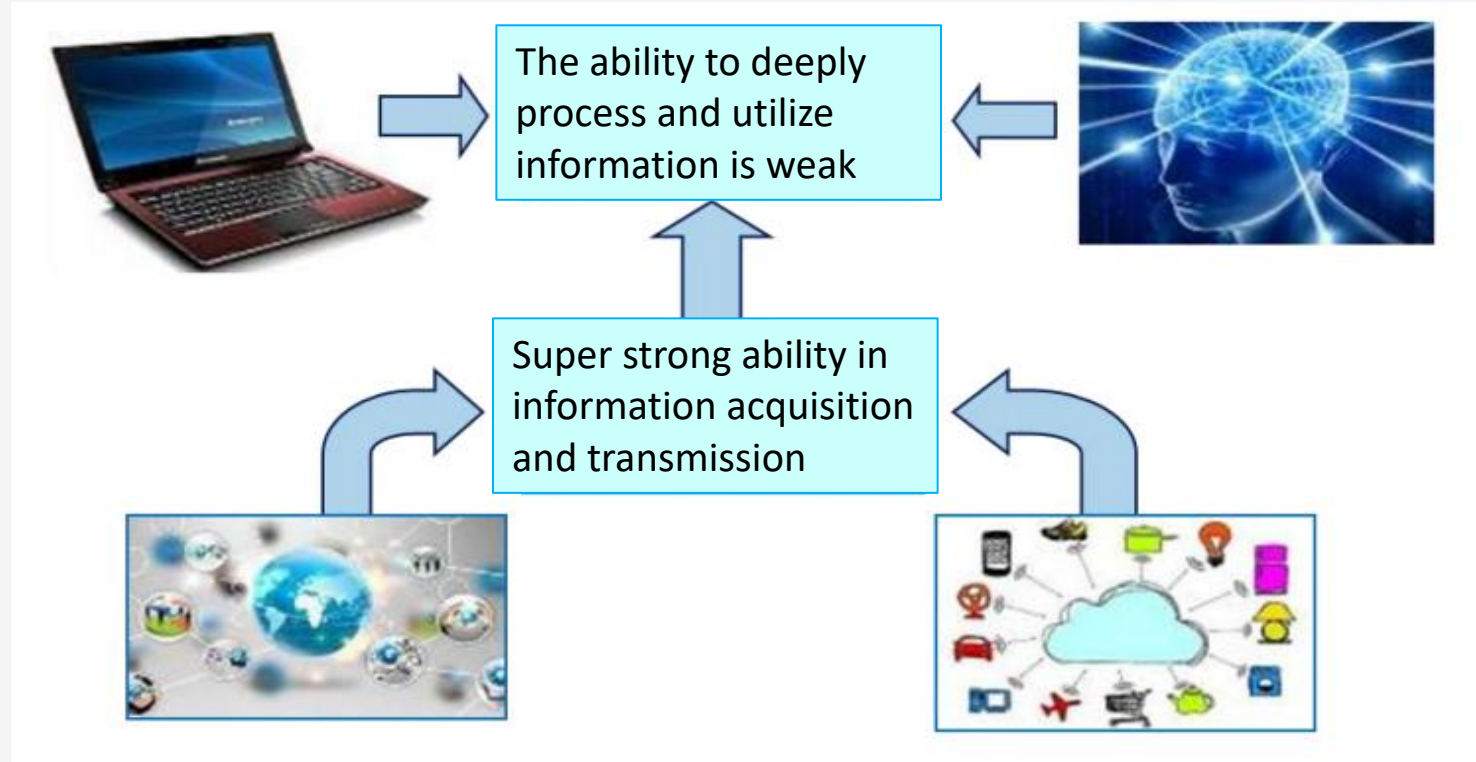 The ability to deeply
process and utilize
information is weak
Super strong ability in
information acquisition
and transmission